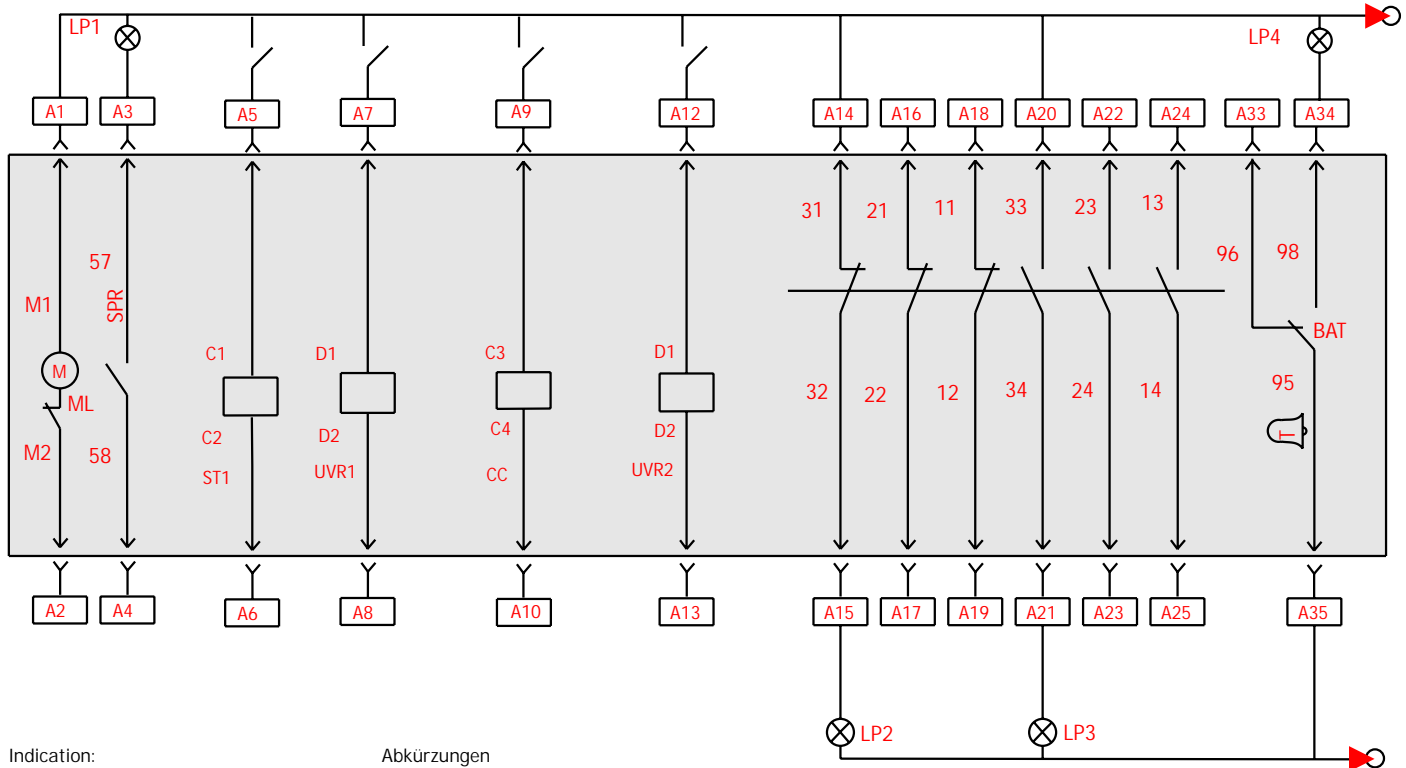 LP1
LP4
A1 A3 A5 A7 A9 A12 A14 A16 A18 A20 A22 A24 A33 A34
31 21 11 33 23 13
57 96 98
M1 SPR
BAT
C1 D1 C3 D1
M
ML
95
32 22 12 34 24 14
T
C2 D2 C4 D2
M2 58
ST1 UVR1 CC UVR2
A2 A4 A6 A8 A10 A13 A15 A17 A19 A21 A23 A25 A35
LP2 LP3
Indication: Abkürzungen